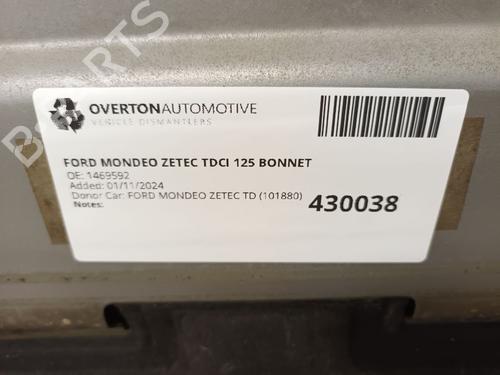 OVERTONAUTOMOTIVE
VEHICLE DISMANTLERS
FORD MONDEO ZETEC TDCI 125 BONNET
OE: 1469592
Added: 01/11/2024
Donor Car: FORD MONDEO ZETEC TD (101880)
Notes:
430038
PARTS